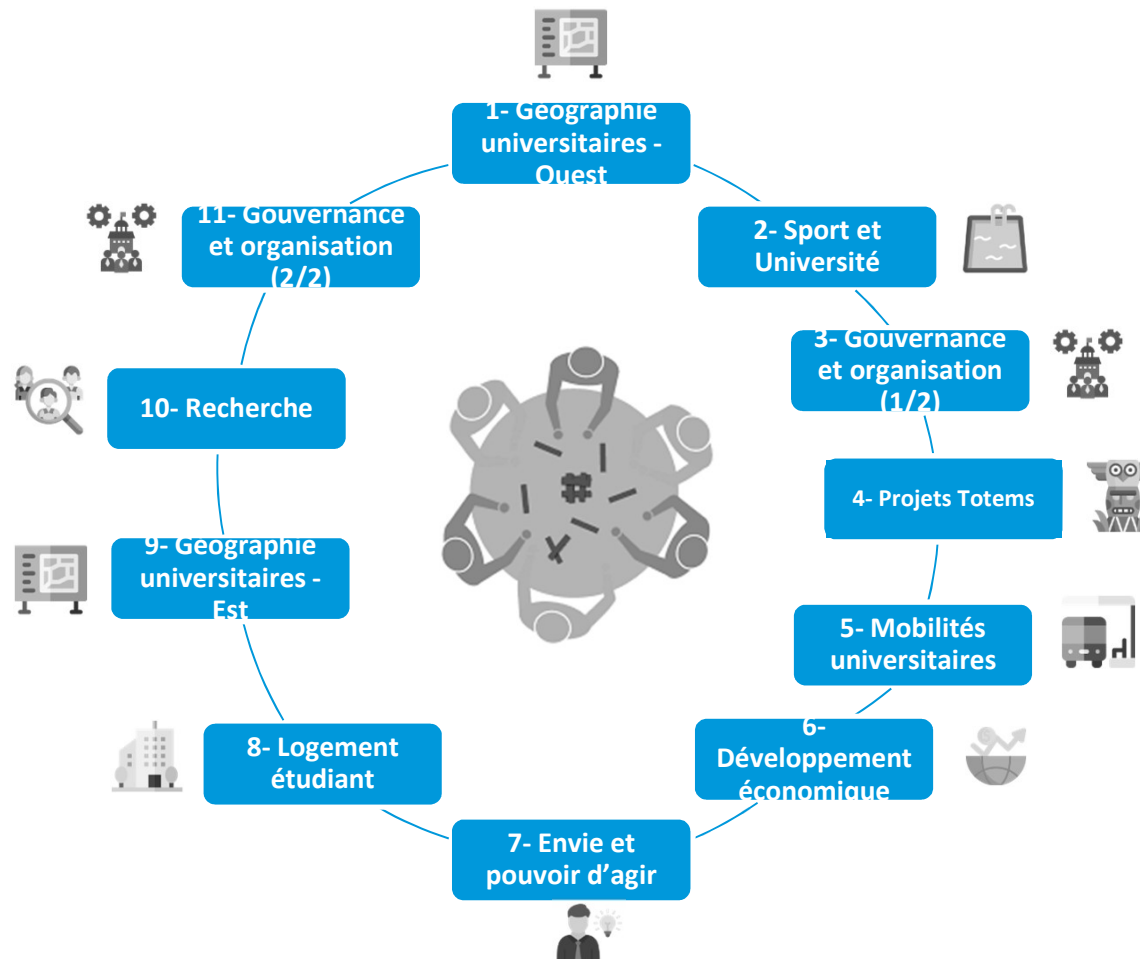 1- Géographie
universitaires -
Ouest
2- Sport et
Université
3- Gouvernance
et organisation
(1/2)
4- Projets Totems
5- Mobilités
universitaires
6-
Développement
économique
7- Envie et
pouvoir d’agir
8- Logement
étudiant
9- Géographie
universitaires -
Est
10- Recherche
11- Gouvernance
et organisation
(2/2)